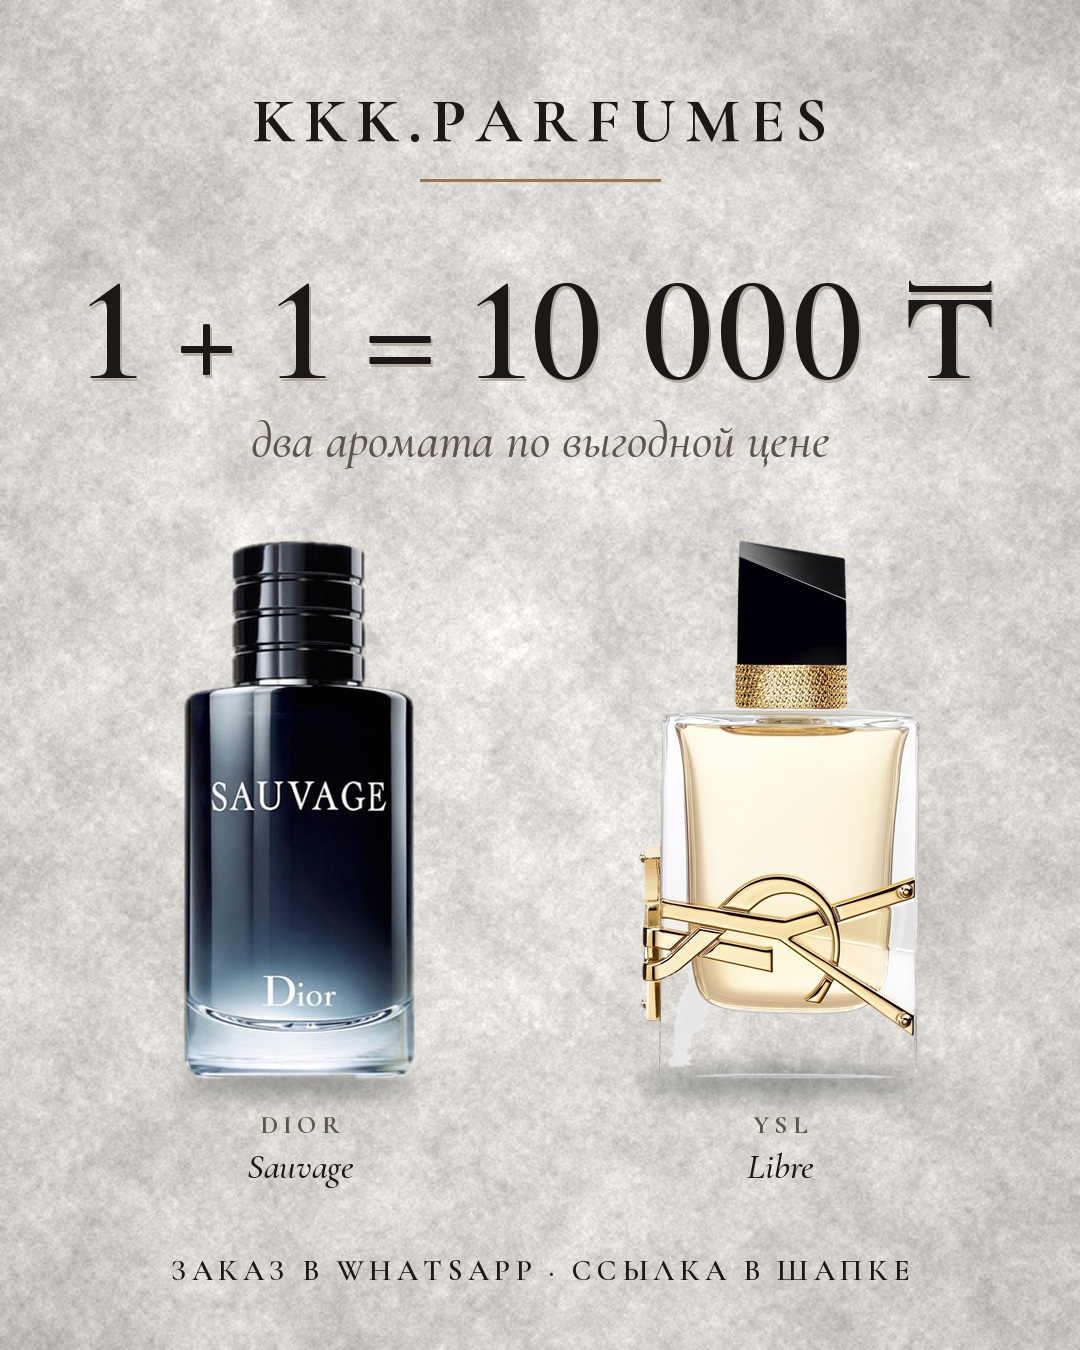 KKK.PARFUMES
1 + 1 = 10 000 ₸
два аромата по выгодной цене
SAUVAGE
Dior
DIOR
Sauvage
YSL
Libre
ЗАКАЗ В WHATSAPP · ССЫЛКА В ШАПКЕ